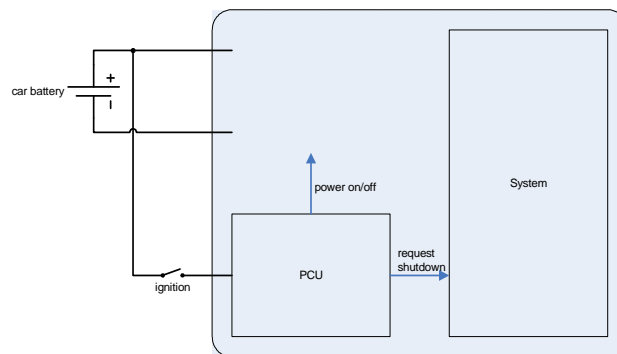 car battery
+
–
power on/off
System
request
shutdown
PCU
ignition